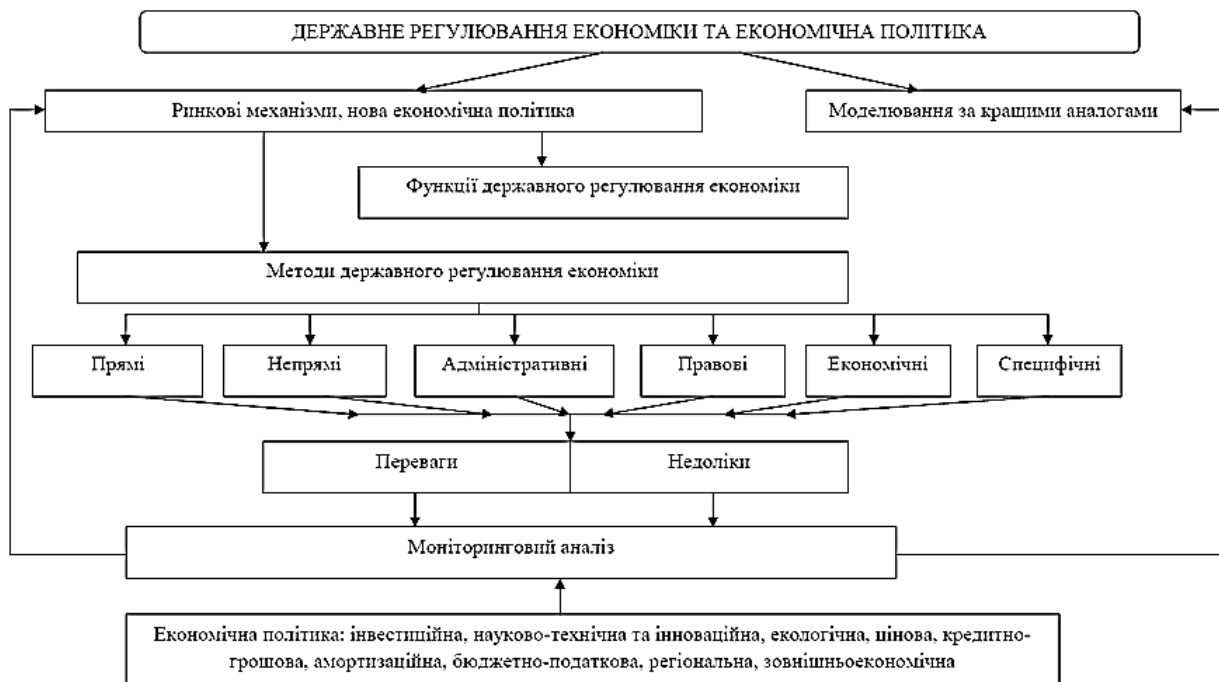 ДЕРЖАВНЕ РЕГУЛЮВАННЯ ЕКОНОМІКИ ТА ЕКОНОМІЧНА ПОЛІТИКА
Ринкові механізми, нова економічна політика
Моделювання за кращими аналогами
Функції державного регулювання економіки
Методи державного регулювання економіки
Прямі
Непрямі
Адміністративні
Правові
Економічні
Специфічні
Переваги
Недоліки
Моніторинговий аналіз
Економічна політика: інвестиційна, науково-технічна та інноваційна, екологічна, цінова, кредитно-
грошова, амортизаційна, бюджетно-податкова, регіональна, зовнішньоекономічна